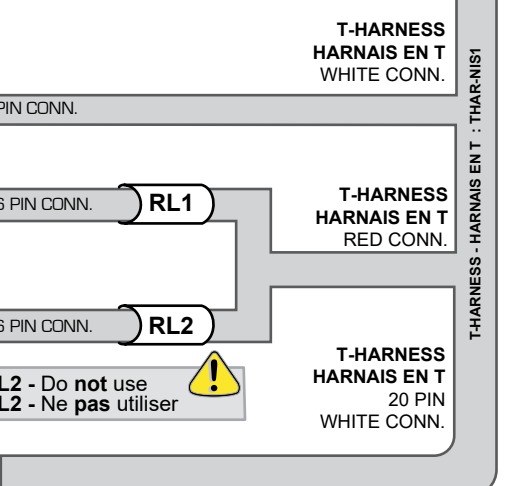 T-HARNESS
HARNAIS EN T
WHITE CONN.
PIN CONN.
T-HARNESS - HARNAIS EN T : THAR-NIS1
6 PIN CONN.
RL1
T-HARNESS
HARNAIS EN T
RED CONN.
6 PIN CONN.
RL2
L2 - Do not use
L2 - Ne pas utiliser
T-HARNESS
HARNAIS EN T
20 PIN
WHITE CONN.